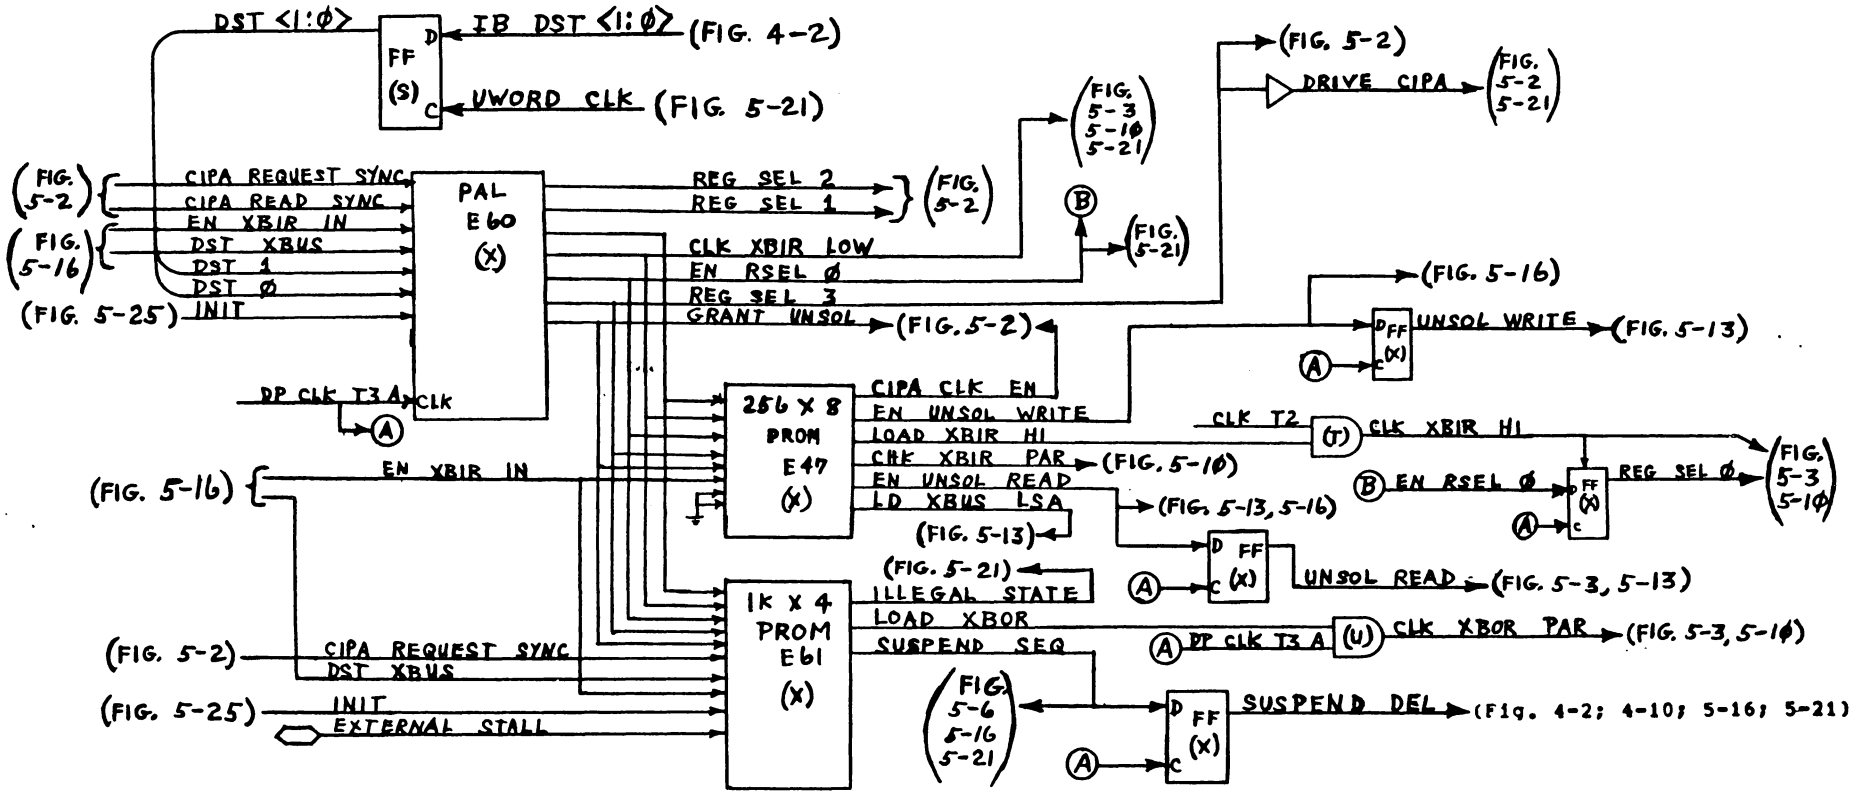 DST <1:Ø>
IB DST <1:Ø>
(FIG. 4-2)
D
FF
(S)
C
UWORD CLK
(FIG. 5-21)
(FIG. 5-2)
DRIVE CIPA
(FIG.
5-2
5-21)
(FIG.
5-3
5-1Ø
5-21)
(FIG.
5-2)
CIPA REQUEST SYNC
CIPA READ SYNC
(FIG.
5-16)
EN XBIR IN
DST XBUS
DST 1
DST Ø
(FIG. 5-25)
INIT
DP CLK T3 A
CLK
A
PAL
E60
(X)
REG SEL 2
REG SEL 1
(FIG.
5-2)
B
CLK XBIR LOW
(FIG.
5-21)
EN RSEL Ø
REG SEL 3
GRANT UNSOL
(FIG. 5-2)
(FIG. 5-16)
D FF
(X)
C
A
UNSOL WRITE
(FIG. 5-13)
256 X 8
PROM
E47
(X)
CIPA CLK EN
EN UNSOL WRITE
LOAD XBIR HI
CHK XBIR PAR
(FIG. 5-1Ø)
EN UNSOL READ
LD XBUS LSA
(FIG. 5-13)
(FIG. 5-13, 5-16)
CLK T2
(T)
CLK XBIR HI
B
EN RSEL Ø
D FF
(X)
C
A
REG SEL Ø
(FIG.
5-3
5-1Ø)
(FIG. 5-16)
EN XBIR IN
D FF
(X)
C
A
UNSOL READ
(FIG. 5-3, 5-13)
(FIG. 5-21)
1K X 4
PROM
E61
(X)
ILLEGAL STATE
LOAD XBOR
SUSPEND SEQ
A
DP CLK T3 A
(U)
CLK XBOR PAR
(FIG. 5-3, 5-1Ø)
(FIG. 5-2)
CIPA REQUEST SYNC
DST XBUS
(FIG. 5-25)
INIT
EXTERNAL STALL
(FIG.
5-6
5-16
5-21)
D
FF
(X)
C
A
SUSPEND DEL
(Fig. 4-2; 4-10; 5-16; 5-21)